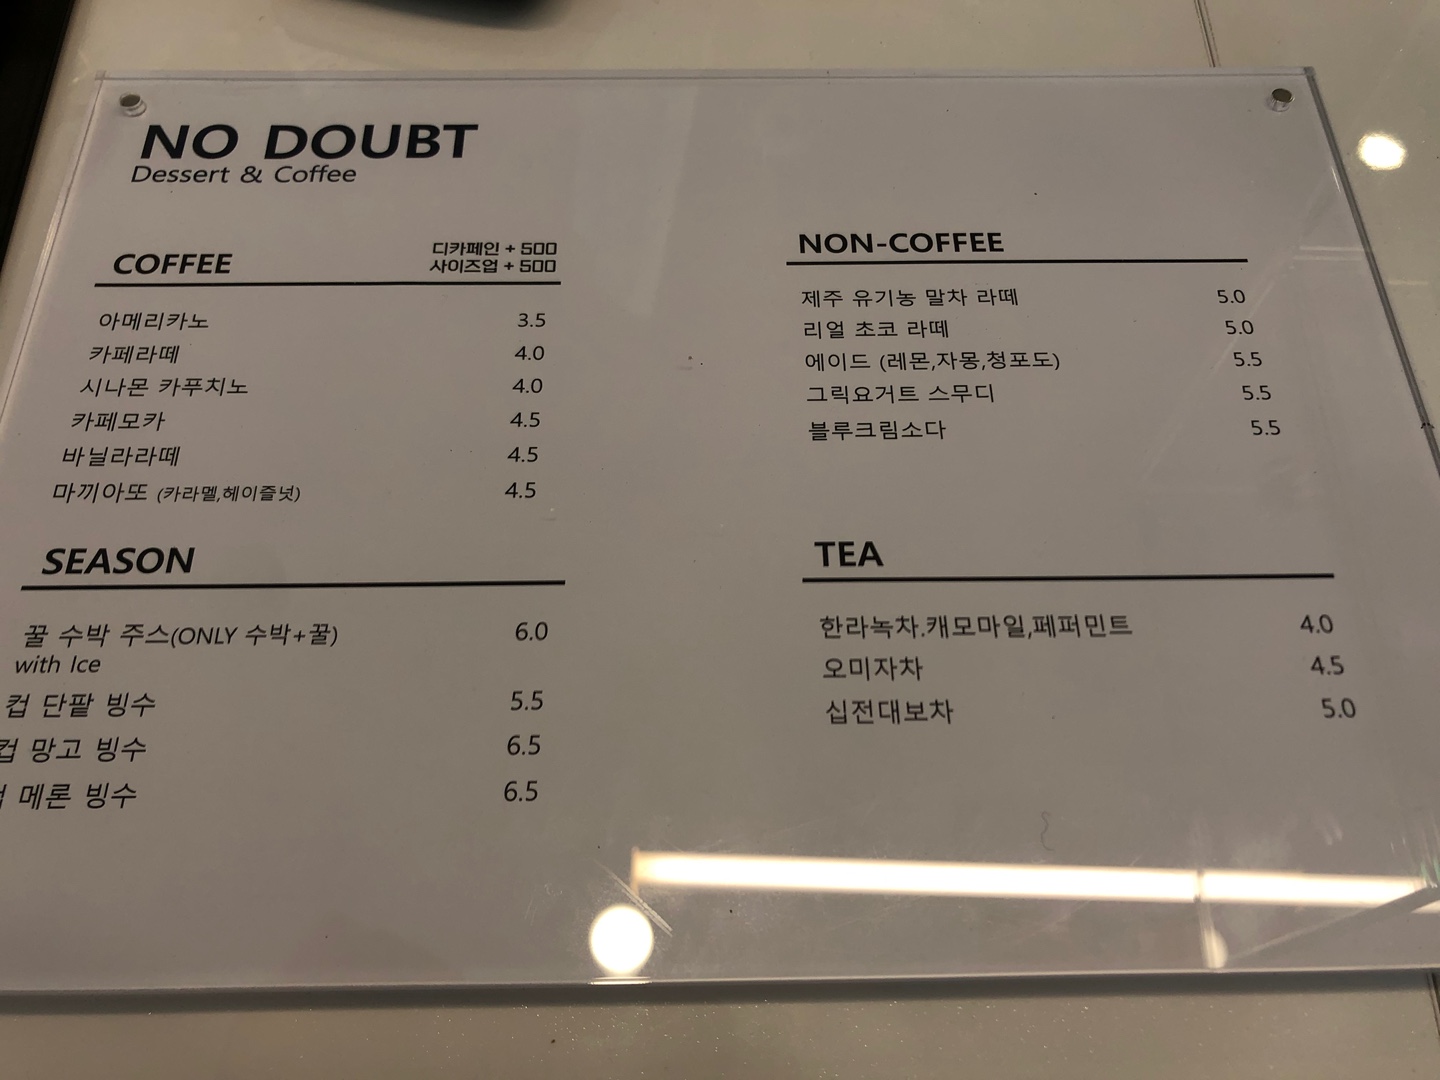 NO DOUBT
Dessert & Coffee
COFFEE
디카페인 + 500
사이즈업 + 500
아메리카노 3.5
카페라떼 4.0
시나몬 카푸치노 4.0
카페모카 4.5
바닐라라떼 4.5
마끼아또 (카라멜,헤이즐넛) 4.5
SEASON
꿀 수박 주스(ONLY 수박+꿀) 6.0
with Ice
컵 단팥 빙수 5.5
컵 망고 빙수 6.5
메론 빙수 6.5
NON-COFFEE
제주 유기농 말차 라떼 5.0
리얼 초코 라떼 5.0
에이드 (레몬,자몽,청포도) 5.5
그릭요거트 스무디 5.5
블루크림소다 5.5
TEA
한라녹차.캐모마일,페퍼민트 4.0
오미자차 4.5
십전대보차 5.0